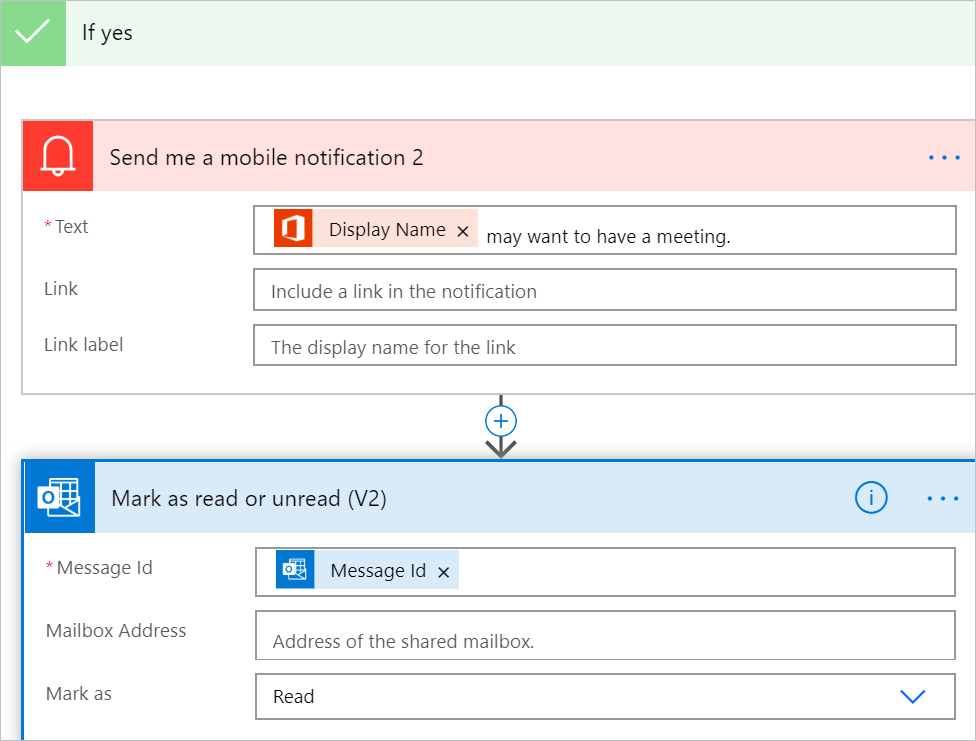 If yes
Send me a mobile notification 2
* Text
Display Name × may want to have a meeting.
Link
Include a link in the notification
Link label
The display name for the link
Mark as read or unread (V2)
* Message Id
Message Id ×
Mailbox Address
Address of the shared mailbox.
Mark as
Read